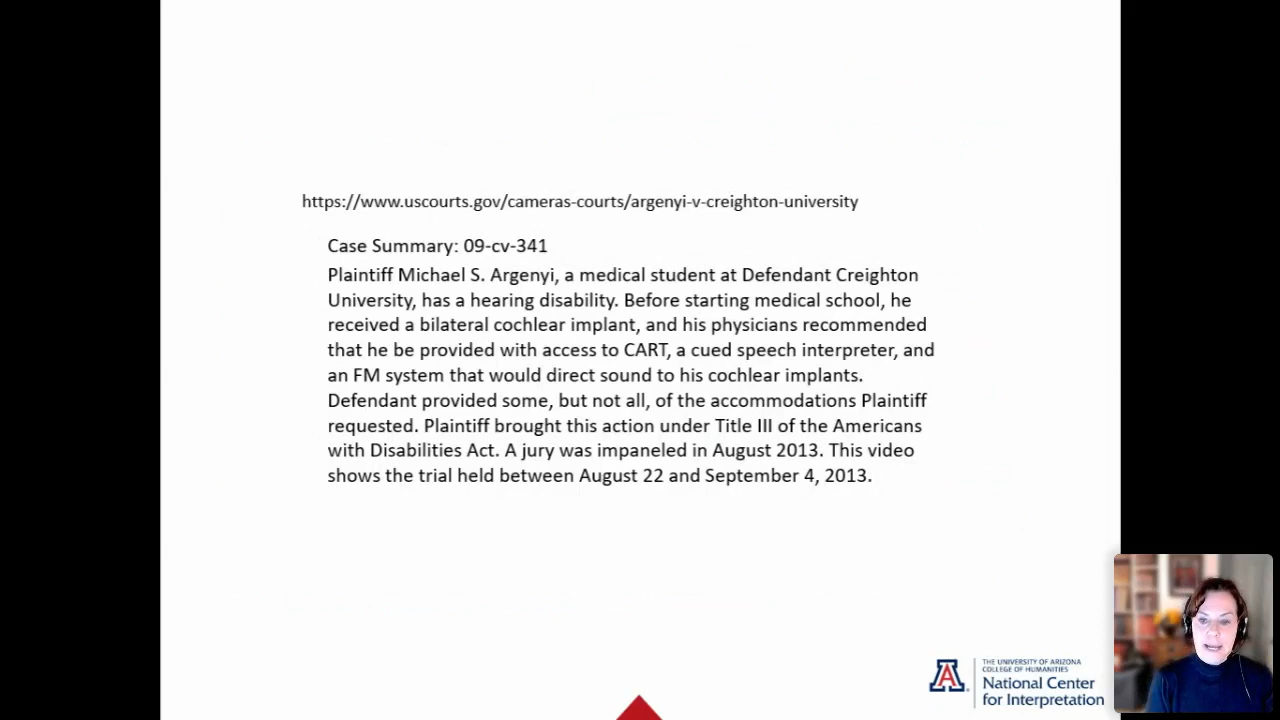 https://www.uscourts.gov/cameras-courts/argenyi-v-creighton-university
Case Summary: 09-cv-341
Plaintiff Michael S. Argenyi, a medical student at Defendant Creighton
University, has a hearing disability. Before starting medical school, he
received a bilateral cochlear implant, and his physicians recommended
that he be provided with access to CART, a cued speech interpreter, and
an FM system that would direct sound to his cochlear implants.
Defendant provided some, but not all, of the accommodations Plaintiff
requested. Plaintiff brought this action under Title III of the Americans
with Disabilities Act. A jury was impaneled in August 2013. This video
shows the trial held between August 22 and September 4, 2013.
THE UNIVERSITY OF ARIZONA
COLLEGE OF HUMANITIES
National Center
for Interpretation